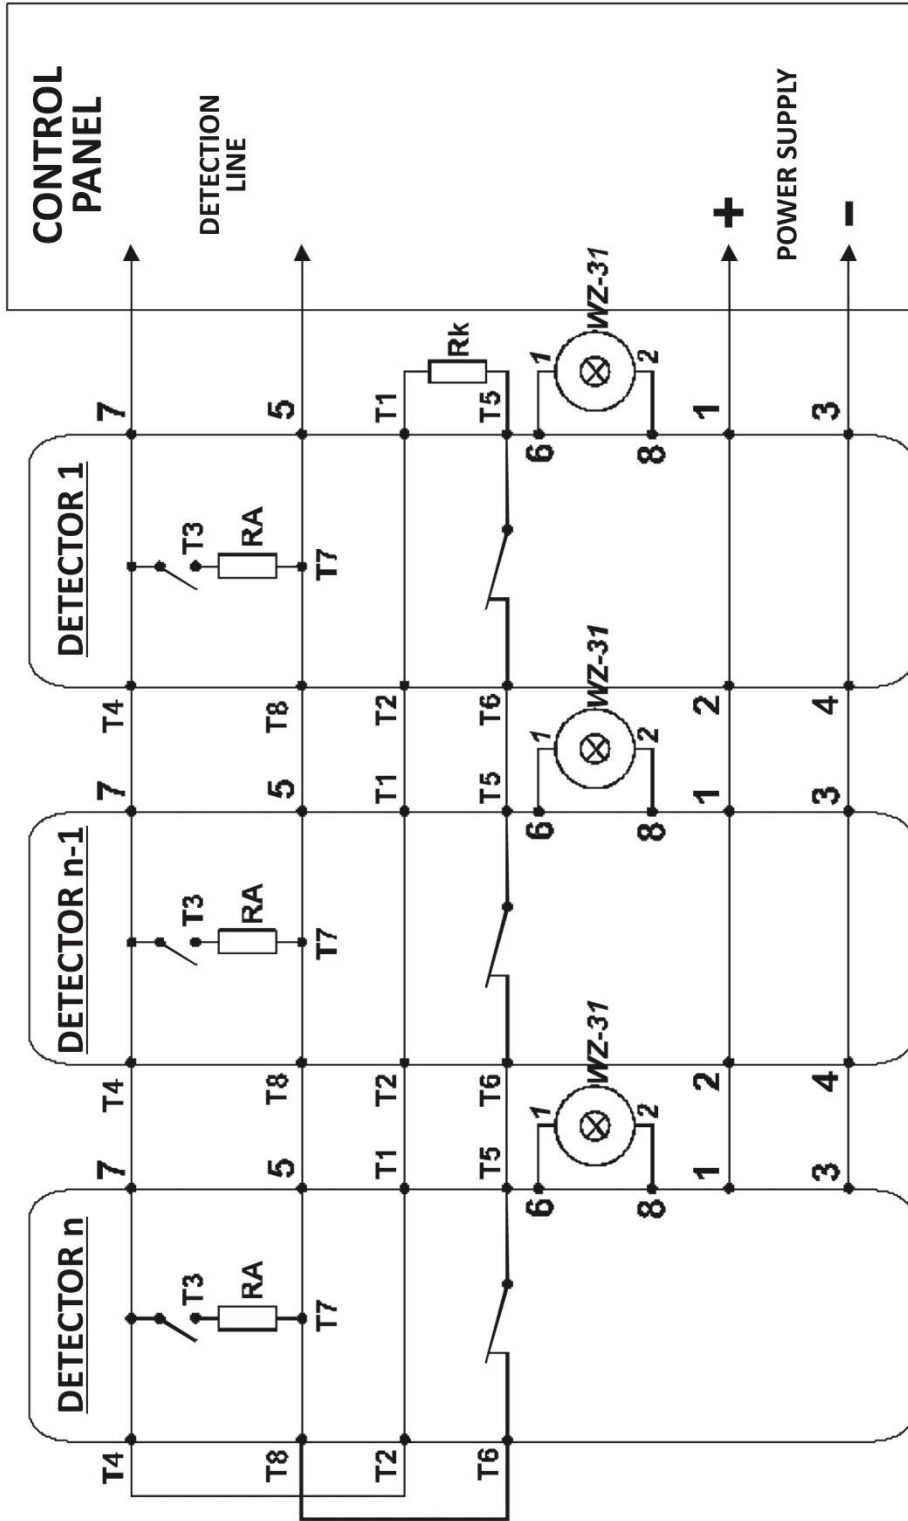 DETECTOR n
DETECTOR n-1
DETECTOR 1
CONTROL
PANEL
T4 7 T4 7 T4 7
T3 T3 T3
DETECTION
LINE
RA RA RA
T8 5 T8 5 T8 5
T7 T7 T7
T2 T1 T2 T1 T2 T1
Rk
T6 T5 T6 T5 T6 T5
6 1 6 1 6 1
WZ-31 WZ-31 WZ-31
8 2 8 2 8 2
1 2 1 2 1 +
POWER SUPPLY
3 4 3 4 3 -